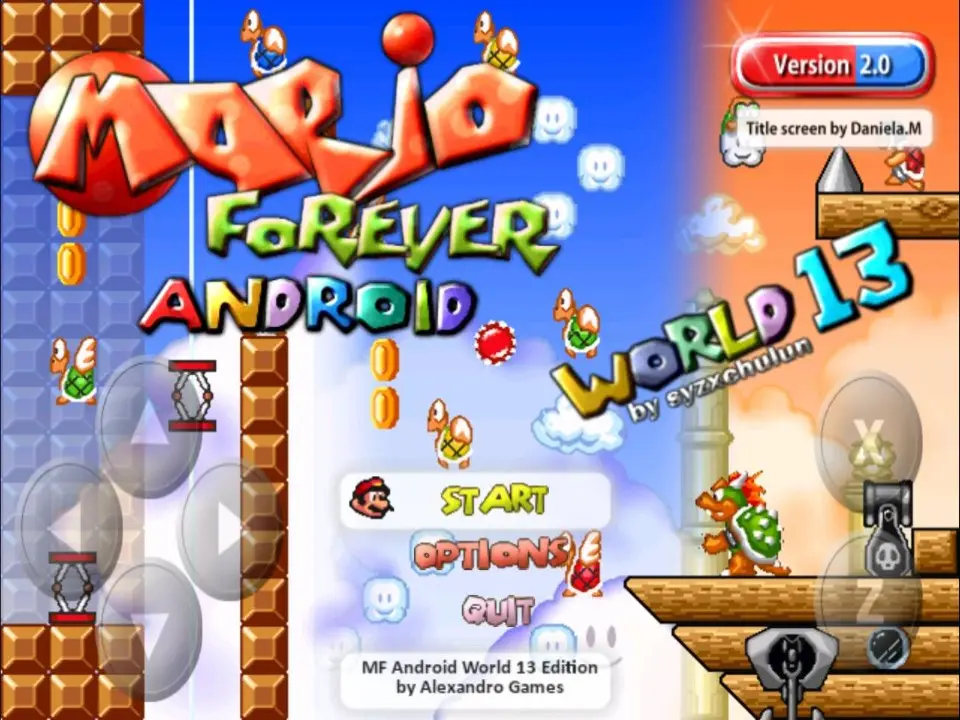 MARIO
FOREVER
ANDROID
Version 2.0
Title screen by Daniela.M
WORLD 13
by syzxchulun
START
OPTIONS
QUIT
MF Android World 13 Edition
by Alexandro Games
X
Z